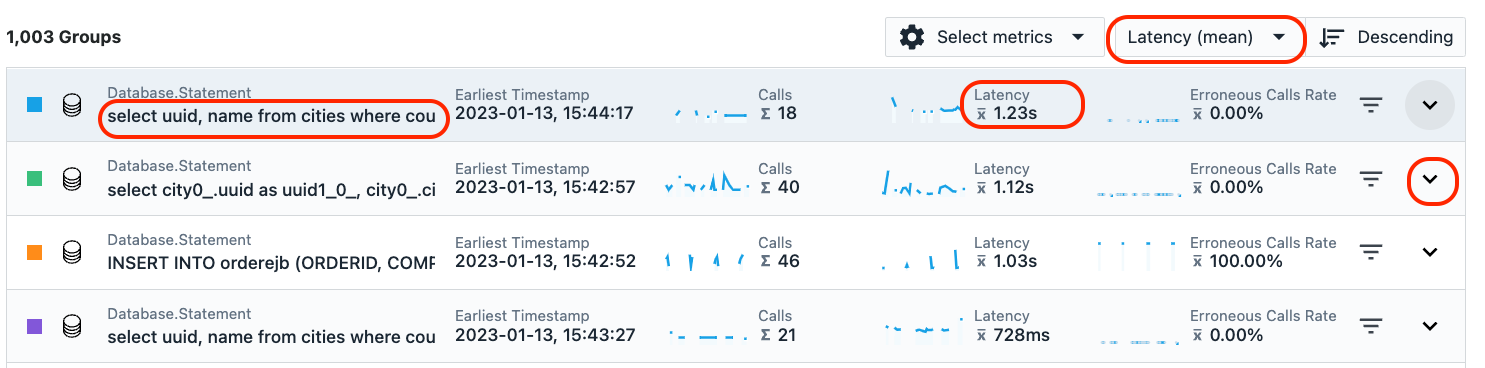 1,003 Groups
Select metrics
Latency (mean)
Descending
Database.Statement
select uuid, name from cities where cou
Earliest Timestamp
2023-01-13, 15:44:17
Calls
Σ 18
Latency
x̅ 1.23s
Erroneous Calls Rate
x̅ 0.00%
Database.Statement
select city0_.uuid as uuid1_0_, city0_.ci
Earliest Timestamp
2023-01-13, 15:42:57
Calls
Σ 40
Latency
x̅ 1.12s
Erroneous Calls Rate
x̅ 0.00%
Database.Statement
INSERT INTO orderejb (ORDERID, COMP
Earliest Timestamp
2023-01-13, 15:42:52
Calls
Σ 46
Latency
x̅ 1.03s
Erroneous Calls Rate
x̅ 100.00%
Database.Statement
select uuid, name from cities where cou
Earliest Timestamp
2023-01-13, 15:43:27
Calls
Σ 21
Latency
x̅ 728ms
Erroneous Calls Rate
x̅ 0.00%